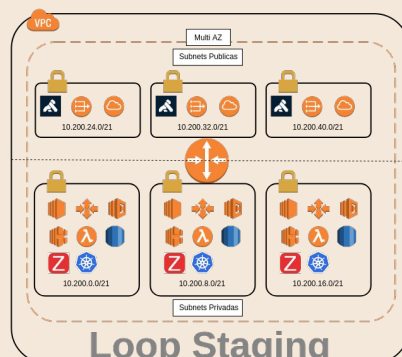 VPC
Multi AZ
Subnets Publicas
10.200.24.0/21
10.200.32.0/21
10.200.40.0/21
λ
λ
λ
Z
Z
Z
10.200.0.0/21
10.200.8.0/21
10.200.16.0/21
Subnets Privadas
Loop Staging